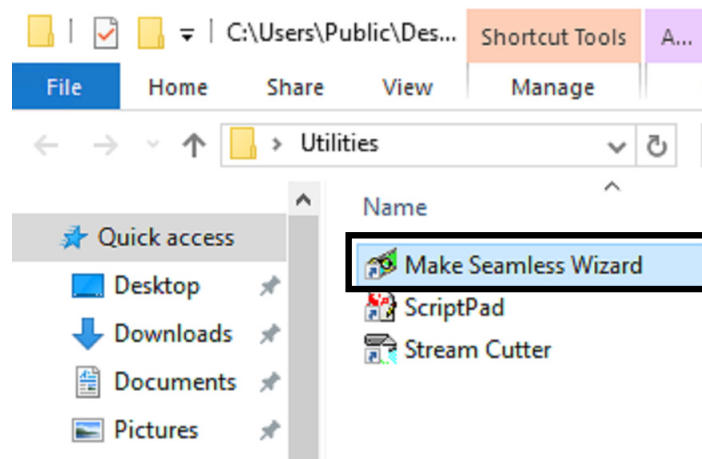 C:\Users\Public\Des... Shortcut Tools A...
File Home Share View Manage
Utilities
Name
Quick access
Make Seamless Wizard
Desktop
ScriptPad
Downloads
Stream Cutter
Documents
Pictures